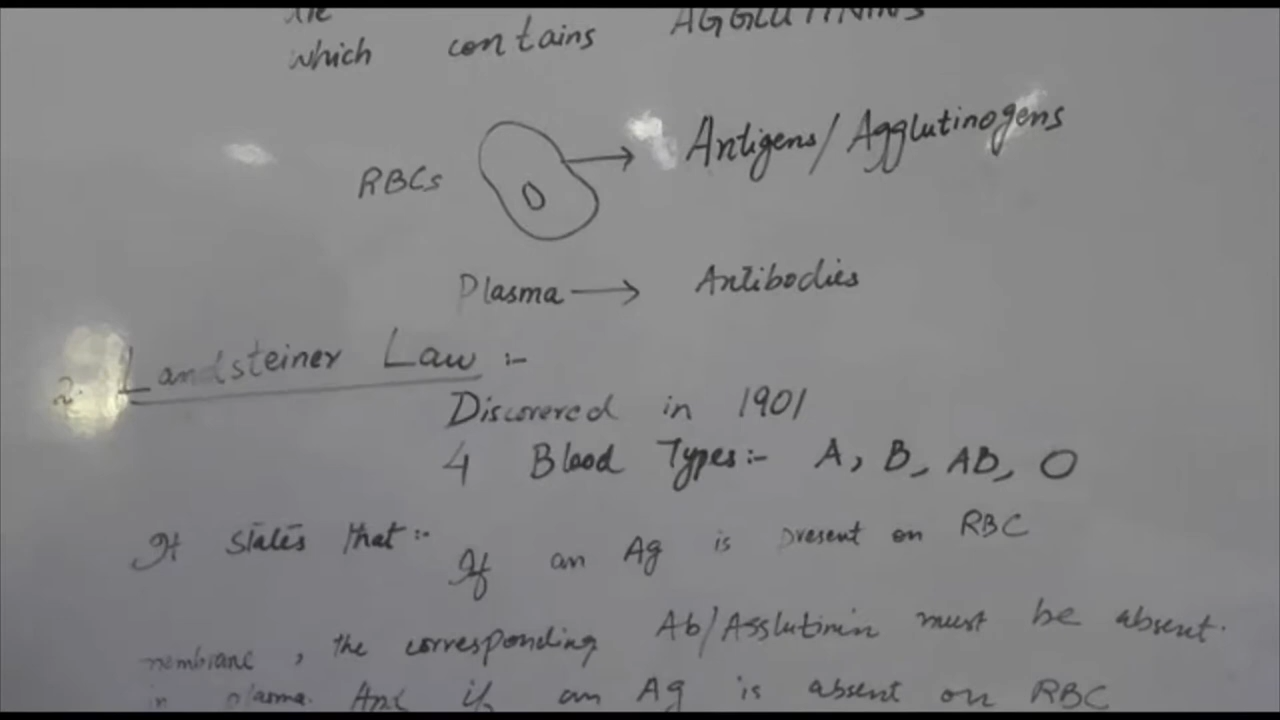 which contains AGGLUTININS
RBCs → Antigens/Agglutinogens
Plasma → Antibodies
2. Landsteiner Law :-
Discovered in 1901
4 Blood Types:- A, B, AB, O
It states that :- If an Ag is present on RBC
membrane, the corresponding Ab/Agglutinin must be absent.
in plasma. And if an Ag is absent on RBC